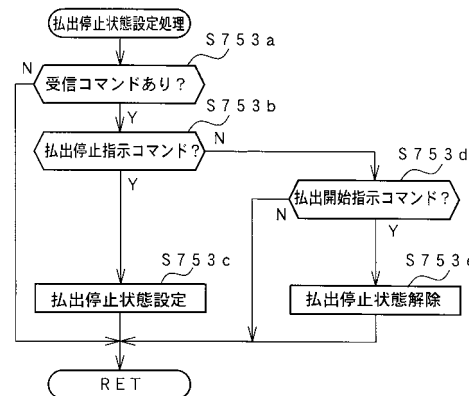 払出停止状態設定処理
S753a
N
受信コマンドあり?
Y
S753b
払出停止指示コマンド?
N
Y
S753d
払出開始指示コマンド?
N
Y
S753c
払出停止状態設定
S753e
払出停止状態解除
RET